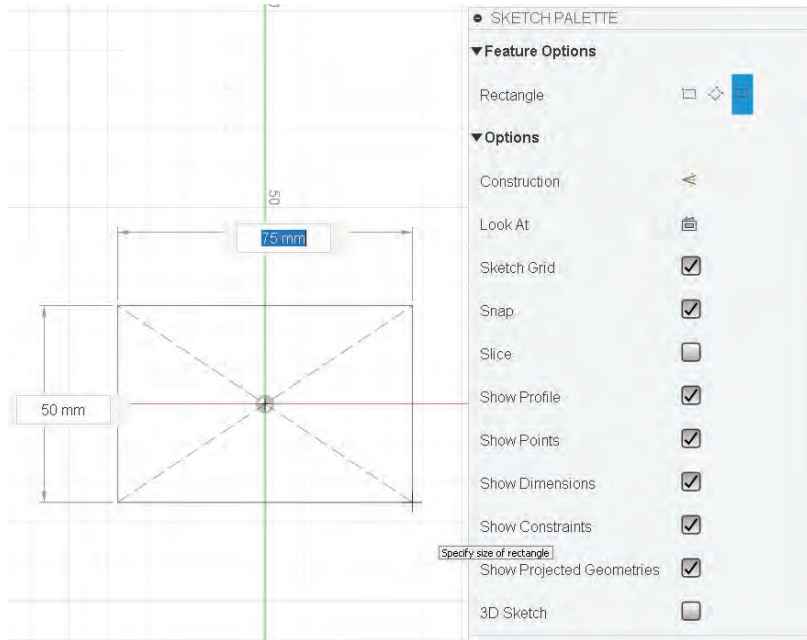 SKETCH PALETTE
Feature Options
Rectangle
Options
Construction
Look At
Sketch Grid
Snap
Slice
Show Profile
Show Points
Show Dimensions
Show Constraints
Show Projected Geometries
3D Sketch
50
75 mm
50 mm
Specify size of rectangle